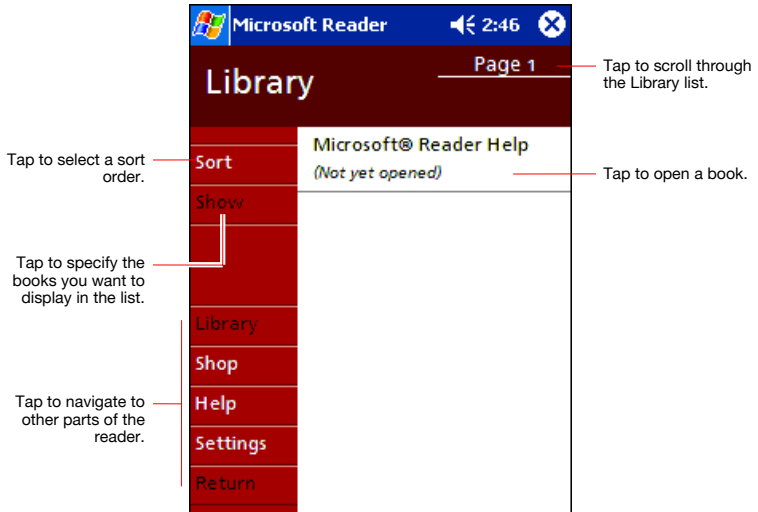 Microsoft Reader 2:46
Library
Page 1
Tap to scroll through
the Library list.
Tap to select a sort
order.
Sort
Microsoft® Reader Help
(Not yet opened)
Tap to open a book.
Show
Tap to specify the
books you want to
display in the list.
Library
Shop
Tap to navigate to
other parts of the
reader.
Help
Settings
Return